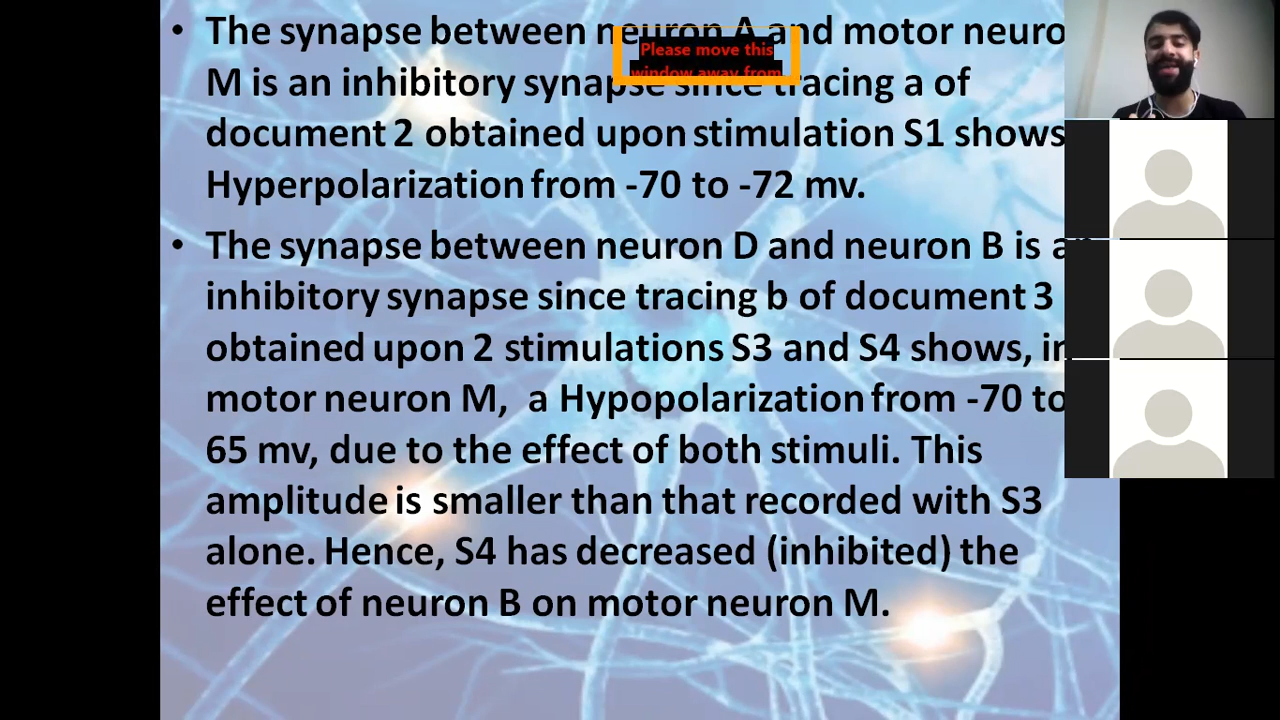 • The synapse between neuron A and motor neuro
Please move this
window away from
M is an inhibitory synapse since tracing a of
document 2 obtained upon stimulation S1 shows
Hyperpolarization from -70 to -72 mv.
• The synapse between neuron D and neuron B is an
inhibitory synapse since tracing b of document 3
obtained upon 2 stimulations S3 and S4 shows, in
motor neuron M, a Hypopolarization from -70 to
65 mv, due to the effect of both stimuli. This
amplitude is smaller than that recorded with S3
alone. Hence, S4 has decreased (inhibited) the
effect of neuron B on motor neuron M.